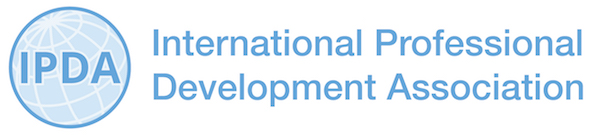 IPDA
International Professional
Development Association